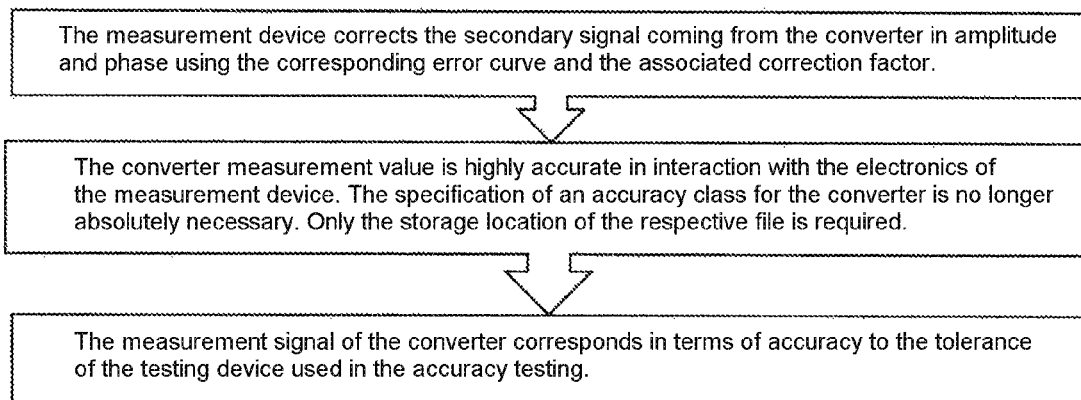 The measurement device corrects the secondary signal coming from the converter in amplitude
and phase using the corresponding error curve and the associated correction factor.
The converter measurement value is highly accurate in interaction with the electronics of
the measurement device. The specification of an accuracy class for the converter is no longer
absolutely necessary. Only the storage location of the respective file is required.
The measurement signal of the converter corresponds in terms of accuracy to the tolerance
of the testing device used in the accuracy testing.